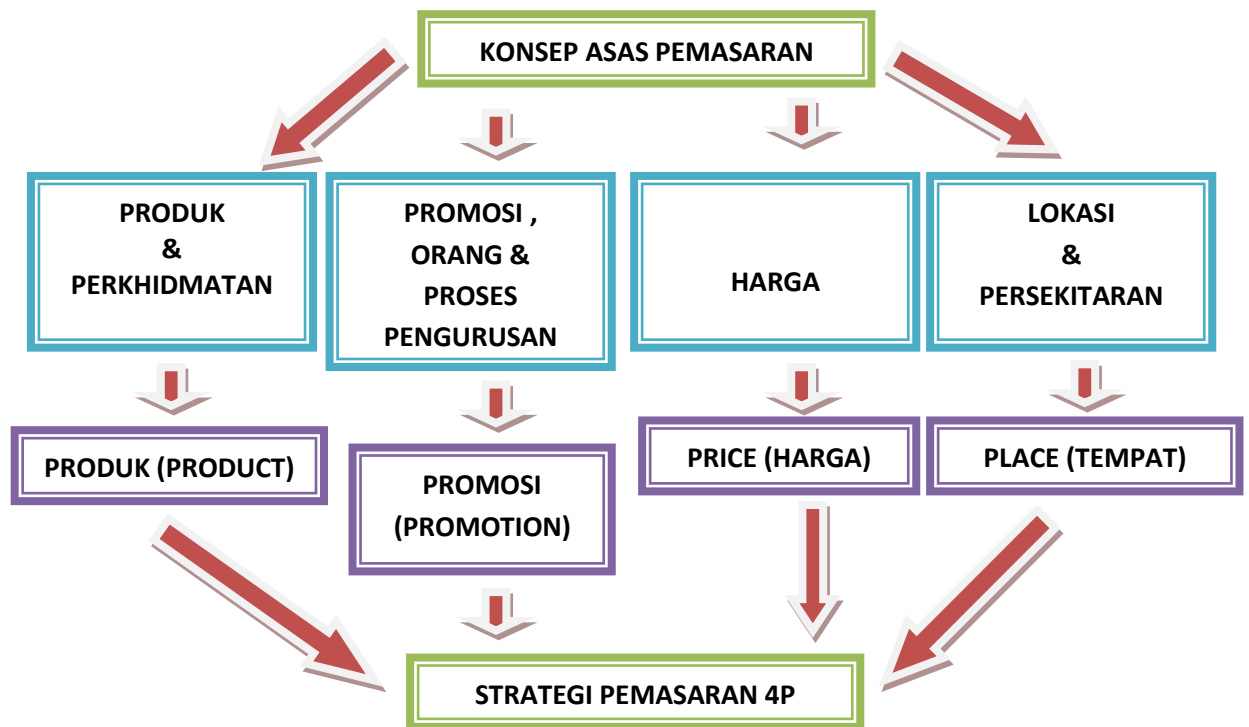 KONSEP ASAS PEMASARAN
PRODUK
&
PERKHIDMATAN
PROMOSI ,
ORANG &
PROSES
PENGURUSAN
HARGA
LOKASI
&
PERSEKITARAN
PRODUK (PRODUCT)
PROMOSI
(PROMOTION)
PRICE (HARGA)
PLACE (TEMPAT)
STRATEGI PEMASARAN 4P